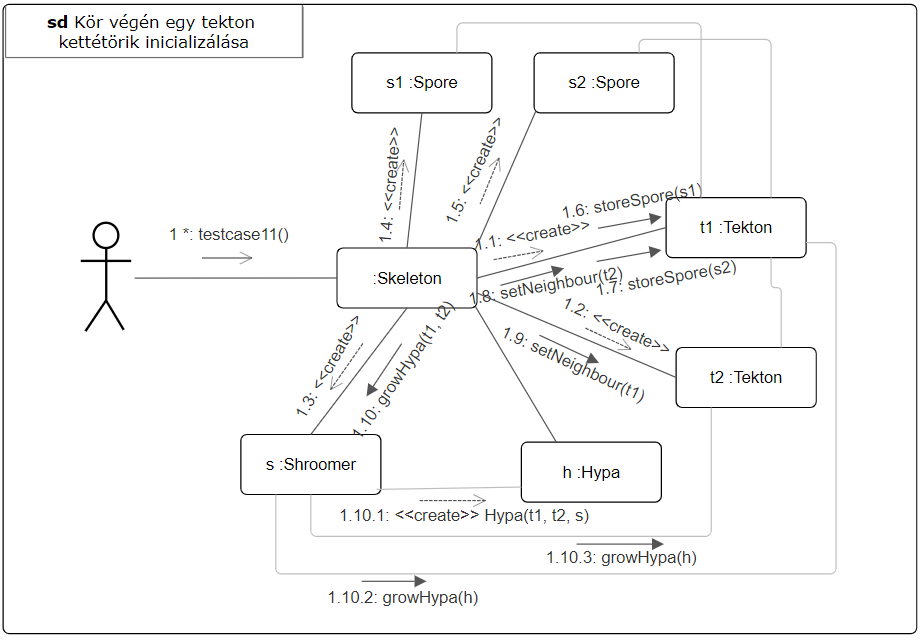 sd Kör végén egy tekton
kettétörik inicializálása
s1 :Spore
s2 :Spore
1.4: <<create>>
1.5: <<create>>
1.6: storeSpore(s1)
t1 :Tekton
1 *: testcase11()
1.1: <<create>>
:Skeleton
1.7: storeSpore(s2)
1.8: setNeighbour(t2)
1.2: <<create>>
1.9: setNeighbour(t1)
t2 :Tekton
1.3: <<create>>
1.10: growHypa(t1, t2)
s :Shroomer
h :Hypa
1.10.1: <<create>> Hypa(t1, t2, s)
1.10.3: growHypa(h)
1.10.2: growHypa(h)